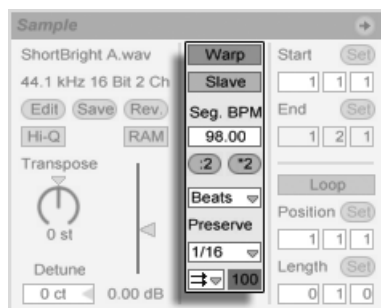 Sample
ShortBright A.wav
44.1 kHz 16 Bit 2 Ch
Edit Save Rev.
Hi-Q RAM
Transpose
0 st
Detune
0 ct 0.00 dB
Warp
Slave
Seg. BPM
98.00
:2 *2
Beats
Preserve
1/16
100
Start Set
1 1 1
End Set
1 2 1
Loop
Position Set
1 1 1
Length Set
0 1 0